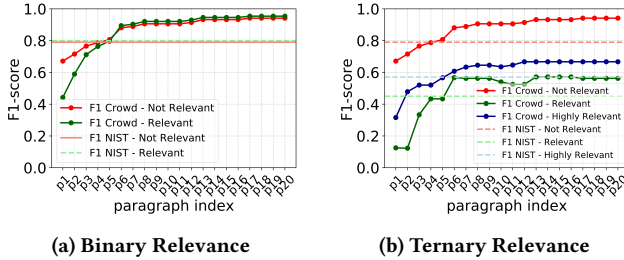 1.0
0.8
0.6
0.4
0.2
0.0
F1-score
F1 Crowd - Not Relevant
F1 Crowd - Relevant
F1 NIST - Not Relevant
F1 NIST - Relevant
p1 p2 p3 p4 p5 p6 p7 p8 p9 p10 p11 p12 p13 p14 p15 p16 p17 p18 p19 p20
paragraph index
(a) Binary Relevance
1.0
0.8
0.6
0.4
0.2
0.0
F1-score
F1 Crowd - Not Relevant
F1 Crowd - Relevant
F1 Crowd - Highly Relevant
F1 NIST - Not Relevant
F1 NIST - Relevant
F1 NIST - Highly Relevant
p1 p2 p3 p4 p5 p6 p7 p8 p9 p10 p11 p12 p13 p14 p15 p16 p17 p18 p19 p20
paragraph index
(b) Ternary Relevance